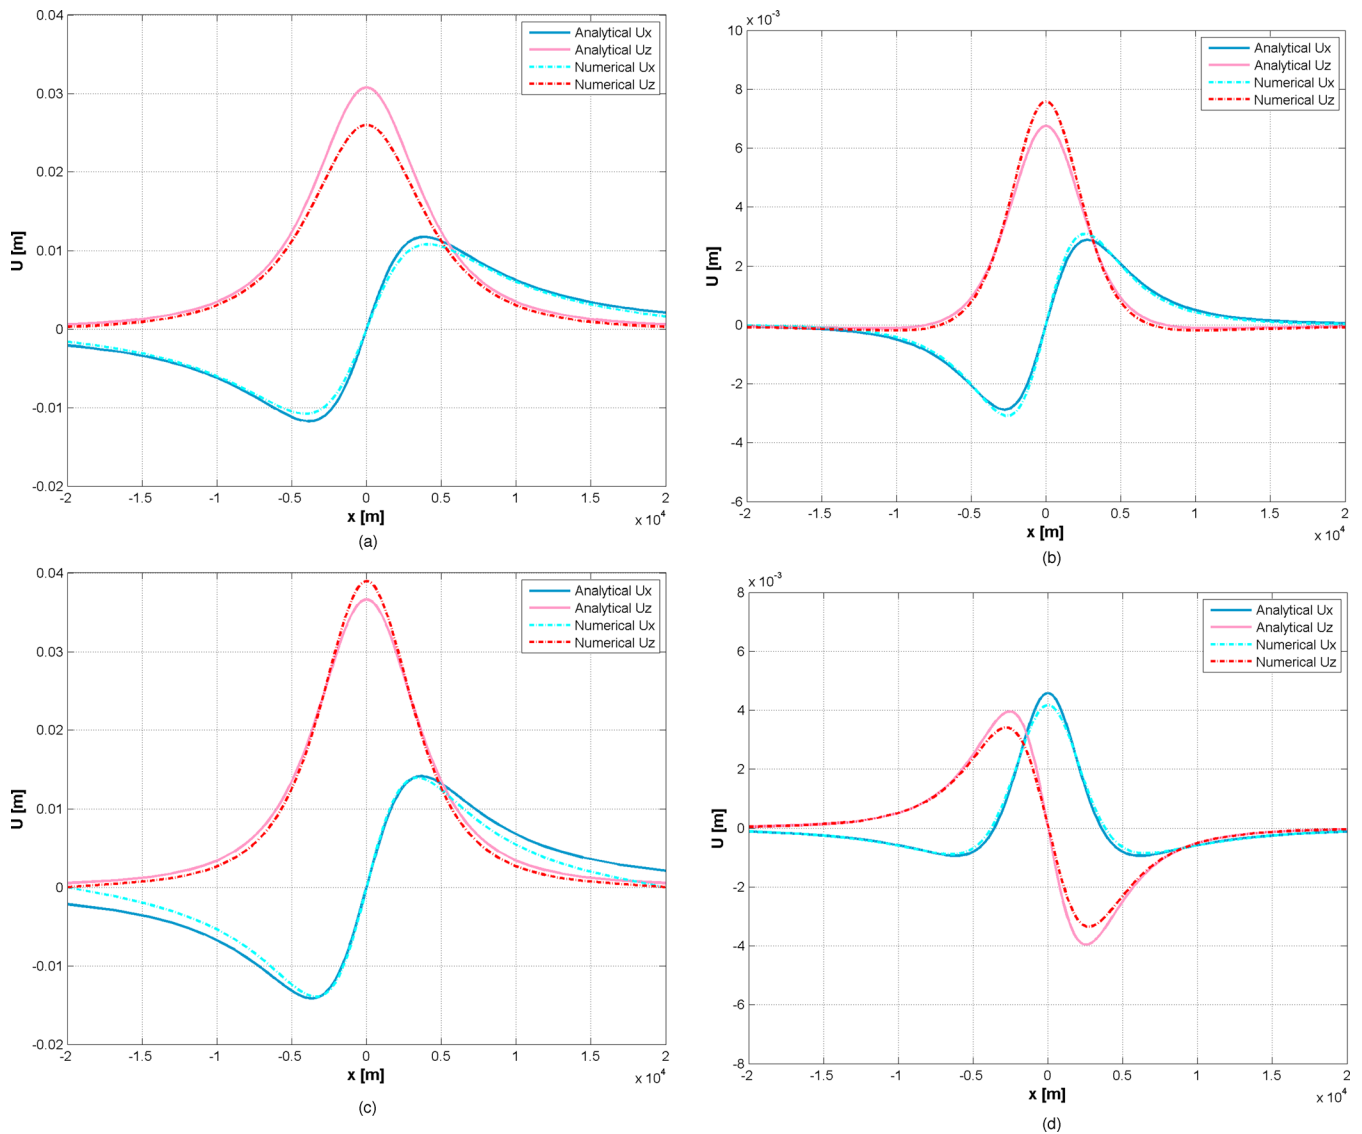 0.04
0.03
0.02
0.01
0
-0.01
-0.02
U [m]
Analytical Ux
Analytical Uz
Numerical Ux
Numerical Uz
-2 -1.5 -1 -0.5 0 0.5 1 1.5 2
x [m]
x 10^4
(a)
x 10^-3
10
8
6
4
2
0
-2
-4
-6
U [m]
Analytical Ux
Analytical Uz
Numerical Ux
Numerical Uz
-2 -1.5 -1 -0.5 0 0.5 1 1.5 2
x [m]
x 10^4
(b)
0.04
0.03
0.02
0.01
0
-0.01
-0.02
U [m]
Analytical Ux
Analytical Uz
Numerical Ux
Numerical Uz
-2 -1.5 -1 -0.5 0 0.5 1 1.5 2
x [m]
x 10^4
(c)
x 10^-3
8
6
4
2
0
-2
-4
-6
-8
U [m]
Analytical Ux
Analytical Uz
Numerical Ux
Numerical Uz
-2 -1.5 -1 -0.5 0 0.5 1 1.5 2
x [m]
x 10^4
(d)